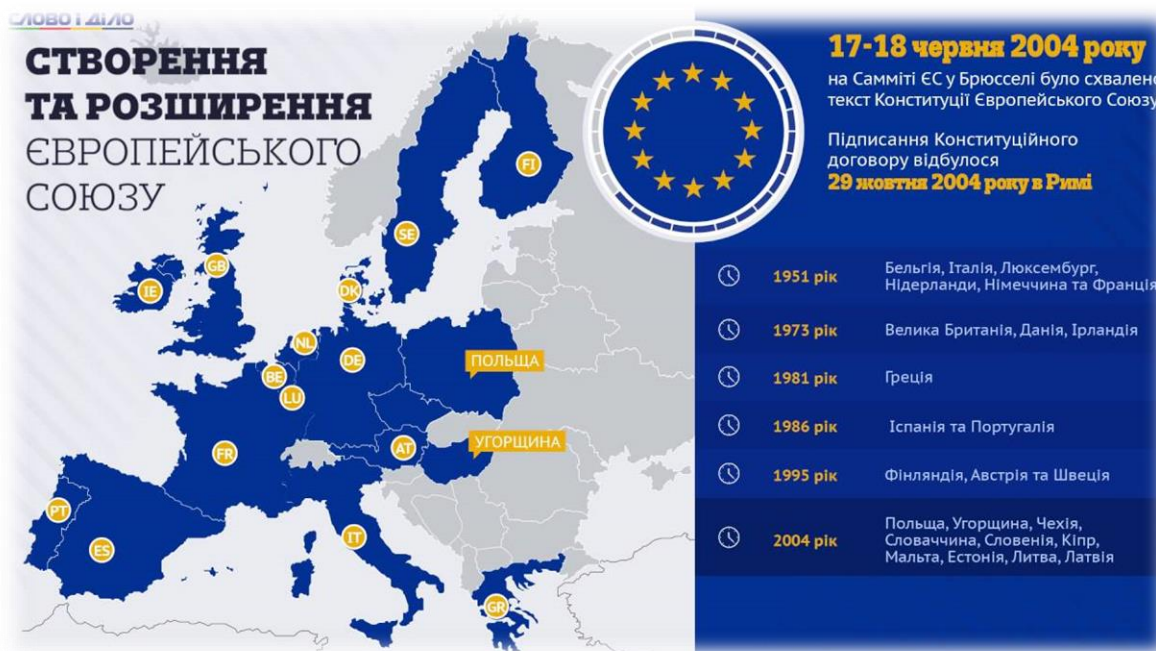 СЛОВО І ДІЛО
СТВОРЕННЯ
ТА РОЗШИРЕННЯ
ЄВРОПЕЙСЬКОГО
СОЮЗУ
17-18 червня 2004 року
на Самміті ЄС у Брюсселі було схвалено
текст Конституції Європейського Союзу
Підписання Конституційного
договору відбулося
29 жовтня 2004 року в Римі
FI
SE
GB
IE
DK
NL
DE
BE
LU
ПОЛЬЩА
УГОРЩИНА
AT
FR
PT
ES
IT
GR
1951 рік
Бельгія, Італія, Люксембург,
Нідерланди, Німеччина та Франція
1973 рік
Велика Британія, Данія, Ірландія
1981 рік
Греція
1986 рік
Іспанія та Португалія
1995 рік
Фінляндія, Австрія та Швеція
2004 рік
Польща, Угорщина, Чехія,
Словаччина, Словенія, Кіпр,
Мальта, Естонія, Литва, Латвія